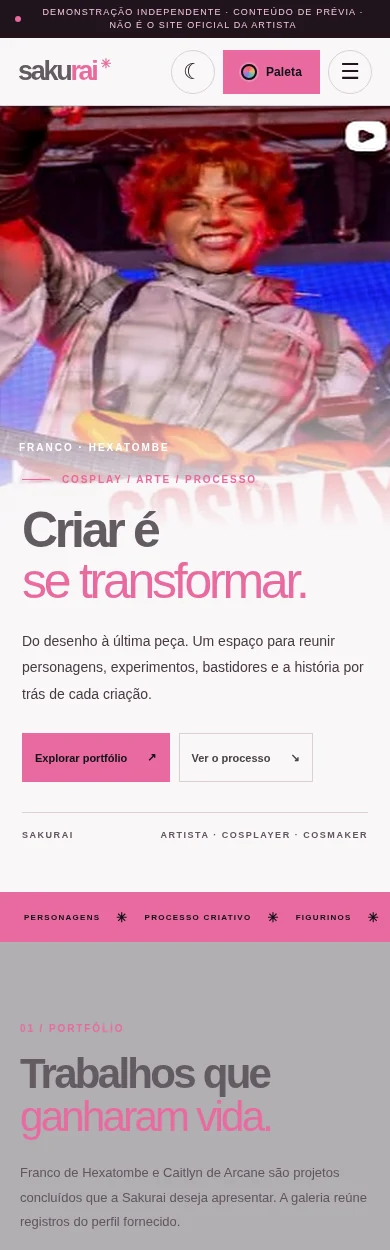 DEMONSTRAÇÃO INDEPENDENTE · CONTEÚDO DE PRÉVIA ·
NÃO É O SITE OFICIAL DA ARTISTA
sakurai
Paleta
FRANCO · HEXATOMBE
COSPLAY / ARTE / PROCESSO
COSPLAY
Criar é
se transformar.
Do desenho à última peça. Um espaço para reunir
personagens, experimentos, bastidores e a história por
trás de cada criação.
Explorar portfólio ↗ Ver o processo ↘
SAKURAI ARTISTA · COSPLAYER · COSMAKER
PERSONAGENS ✳ PROCESSO CRIATIVO ✳ FIGURINOS ✳
01 / PORTFÓLIO
Trabalhos que
ganharam vida.
Franco de Hexatombe e Caitlyn de Arcane são projetos
concluídos que a Sakurai deseja apresentar. A galeria reúne
registros do perfil fornecido.